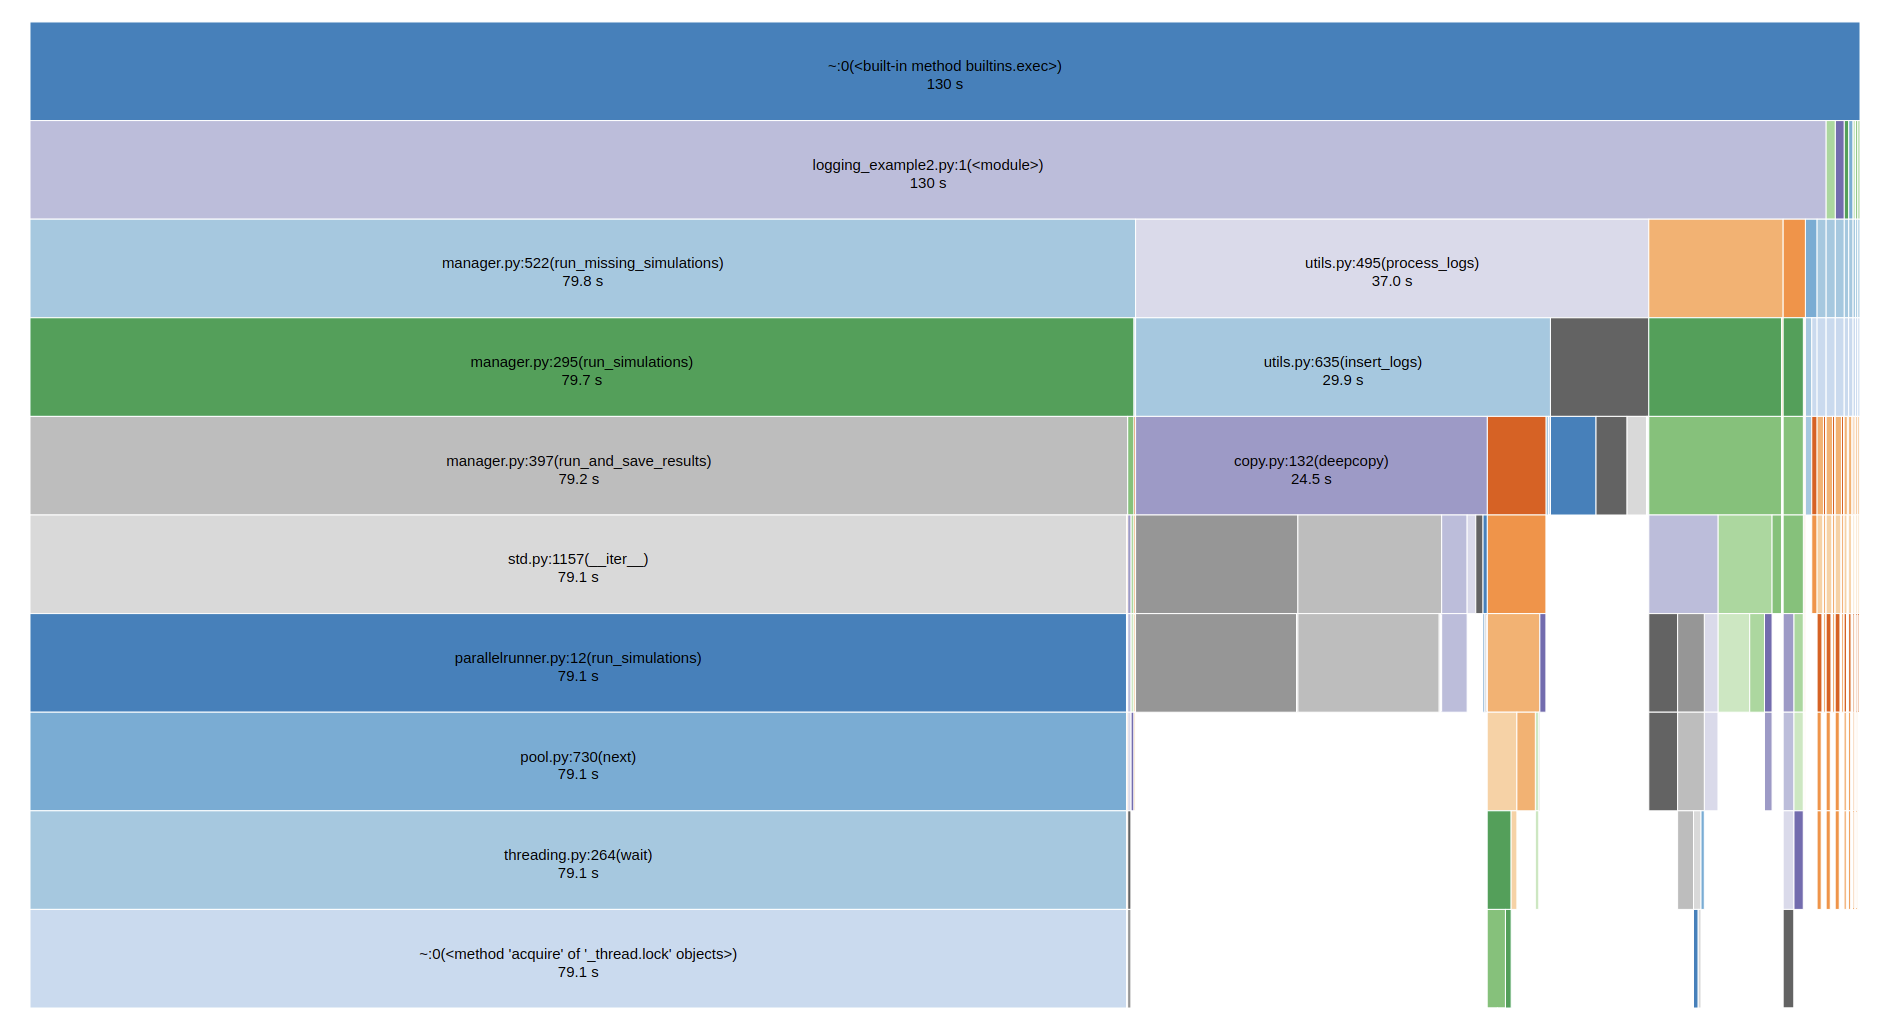 ~:0(<built-in method builtins.exec>)
130 s
logging_example2.py:1(<module>)
130 s
manager.py:522(run_missing_simulations)
79.8 s
utils.py:495(process_logs)
37.0 s
manager.py:295(run_simulations)
79.7 s
utils.py:635(insert_logs)
29.9 s
manager.py:397(run_and_save_results)
79.2 s
copy.py:132(deepcopy)
24.5 s
std.py:1157(__iter__)
79.1 s
parallelrunner.py:12(run_simulations)
79.1 s
pool.py:730(next)
79.1 s
threading.py:264(wait)
79.1 s
~:0(<method 'acquire' of '_thread.lock' objects>)
79.1 s